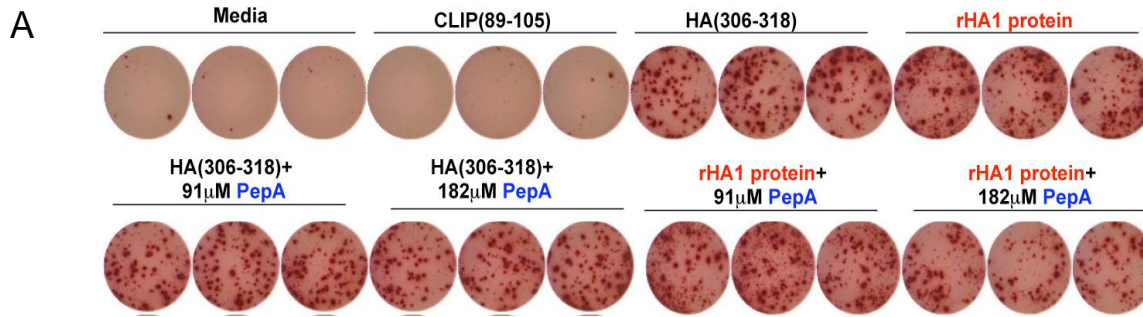 A
Media
CLIP(89-105)
HA(306-318)
rHA1 protein
HA(306-318)+
91μM PepA
HA(306-318)+
182μM PepA
rHA1 protein+
91μM PepA
rHA1 protein+
182μM PepA